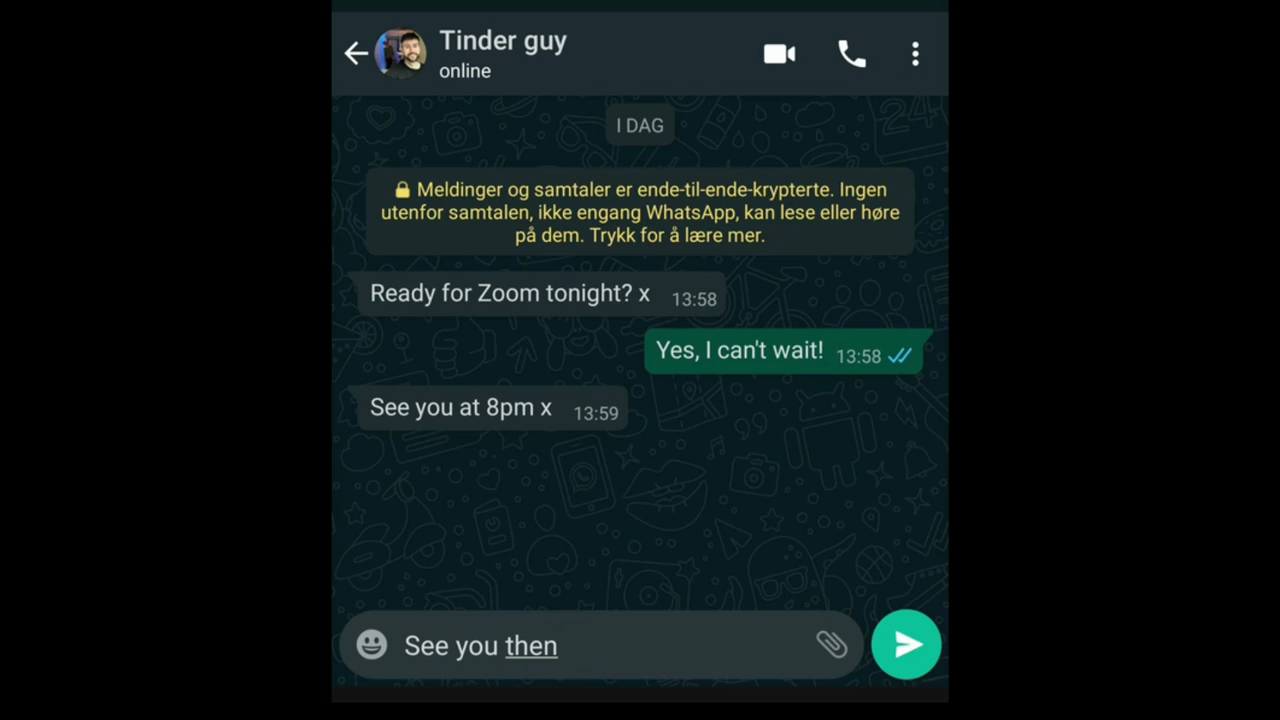 Tinder guy
online
I DAG
Meldinger og samtaler er ende-til-ende-krypterte. Ingen
utenfor samtalen, ikke engang WhatsApp, kan lese eller høre
på dem. Trykk for å lære mer.
Ready for Zoom tonight? x 13:58
Yes, I can't wait! 13:58
See you at 8pm x 13:59
See you then